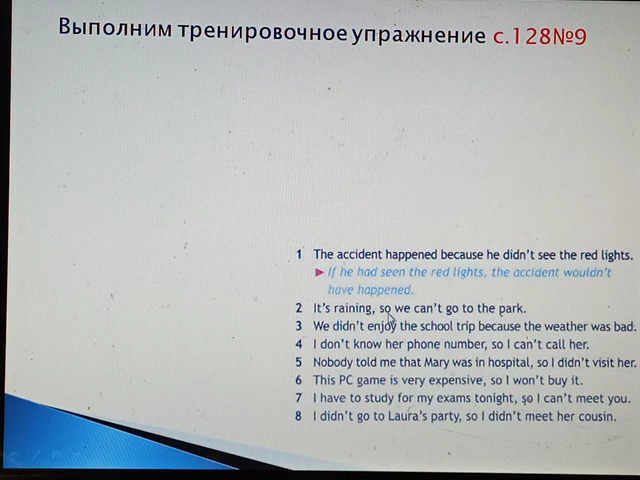 Выполним тренировочное упражнение с.128№9
1 The accident happened because he didn't see the red lights.
► If he had seen the red lights, the accident wouldn't
have happened.
2 It's raining, so we can't go to the park.
3 We didn't enjoy the school trip because the weather was bad.
4 I don't know her phone number, so I can't call her.
5 Nobody told me that Mary was in hospital, so I didn't visit her.
6 This PC game is very expensive, so I won't buy it.
7 I have to study for my exams tonight, so I can't meet you.
8 I didn't go to Laura's party, so I didn't meet her cousin.